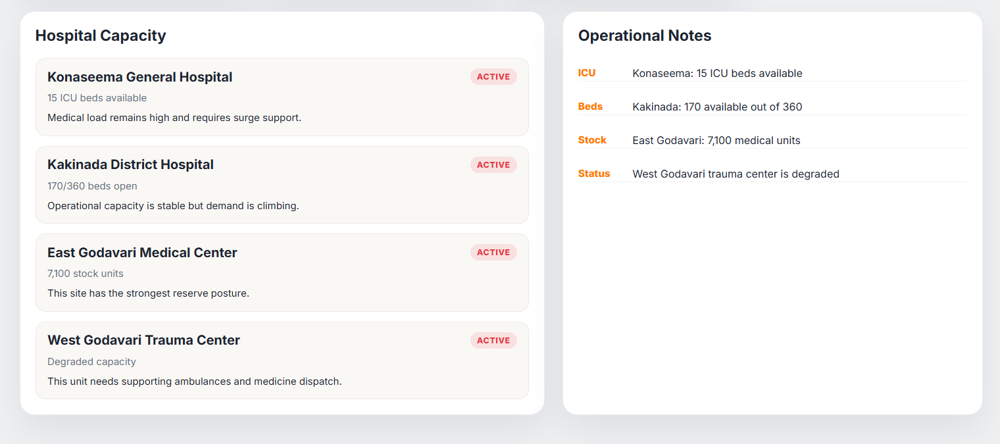 Hospital Capacity
Konaseema General Hospital
ACTIVE
15 ICU beds available
Medical load remains high and requires surge support.
Kakinada District Hospital
ACTIVE
170/360 beds open
Operational capacity is stable but demand is climbing.
East Godavari Medical Center
ACTIVE
7,100 stock units
This site has the strongest reserve posture.
West Godavari Trauma Center
ACTIVE
Degraded capacity
This unit needs supporting ambulances and medicine dispatch.
Operational Notes
ICU Konaseema: 15 ICU beds available
Beds Kakinada: 170 available out of 360
Stock East Godavari: 7,100 medical units
Status West Godavari trauma center is degraded